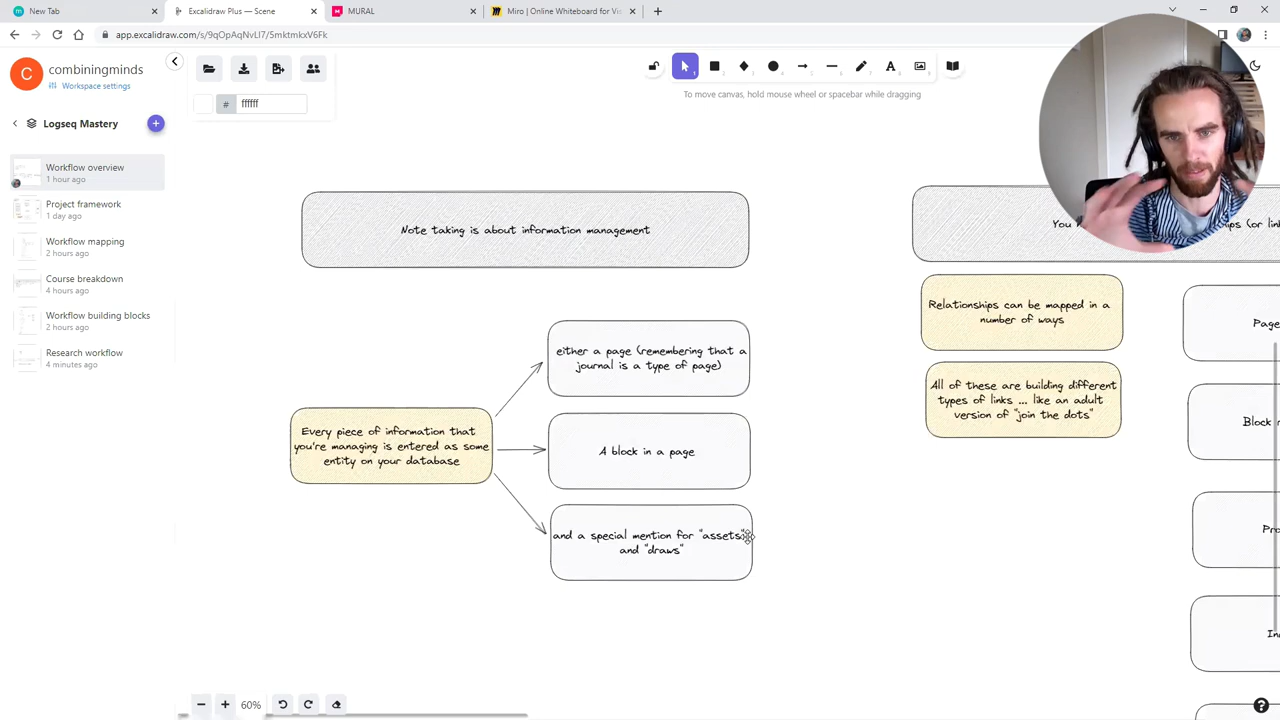 New Tab
Excalidraw Plus — Scene
MURAL
Miro | Online Whiteboard for Vi
app.excalidraw.com/s/9qOpAqNvLI7/5mktmkxV6Fk
C
combiningminds
Workspace settings
Logseq Mastery
Workflow overview
1 hour ago
Project framework
1 day ago
Workflow mapping
2 hours ago
Course breakdown
4 hours ago
Workflow building blocks
2 hours ago
Research workflow
4 minutes ago
# ffffff
To move canvas, hold mouse wheel or spacebar while dragging
Note taking is about information management
Every piece of information that
you're managing is entered as some
entity on your database
either a page (remembering that a
journal is a type of page)
A block in a page
and a special mention for "assets"
and "draws"
Relationships can be mapped in a
number of ways
All of these are building different
types of links ... like an adult
version of "join the dots"
Page
Block
60%